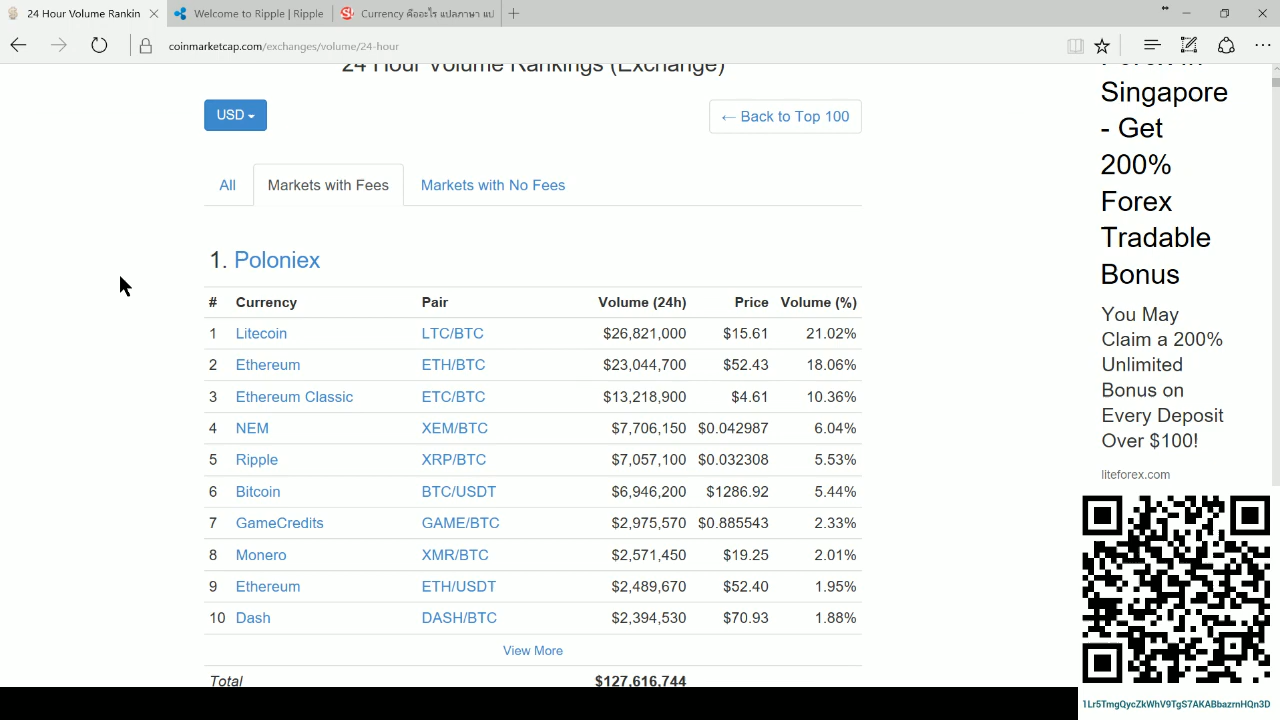 24 Hour Volume Rankin
Welcome to Ripple | Ripple
Currency คืออะไร แปลภาษา แป
coinmarketcap.com/exchanges/volume/24-hour
24 Hour Volume Rankings (Exchange)
USD
← Back to Top 100
All Markets with Fees Markets with No Fees
1. Poloniex
# Currency Pair Volume (24h) Price Volume (%)
1 Litecoin LTC/BTC $26,821,000 $15.61 21.02%
2 Ethereum ETH/BTC $23,044,700 $52.43 18.06%
3 Ethereum Classic ETC/BTC $13,218,900 $4.61 10.36%
4 NEM XEM/BTC $7,706,150 $0.042987 6.04%
5 Ripple XRP/BTC $7,057,100 $0.032308 5.53%
6 Bitcoin BTC/USDT $6,946,200 $1286.92 5.44%
7 GameCredits GAME/BTC $2,975,570 $0.885543 2.33%
8 Monero XMR/BTC $2,571,450 $19.25 2.01%
9 Ethereum ETH/USDT $2,489,670 $52.40 1.95%
10 Dash DASH/BTC $2,394,530 $70.93 1.88%
View More
Total $127,616,744
Forex in
Singapore
- Get
200%
Forex
Tradable
Bonus
You May
Claim a 200%
Unlimited
Bonus on
Every Deposit
Over $100!
liteforex.com
1Lr5TmgQycZkWhV9TgS7AKABbazrnHQn3D